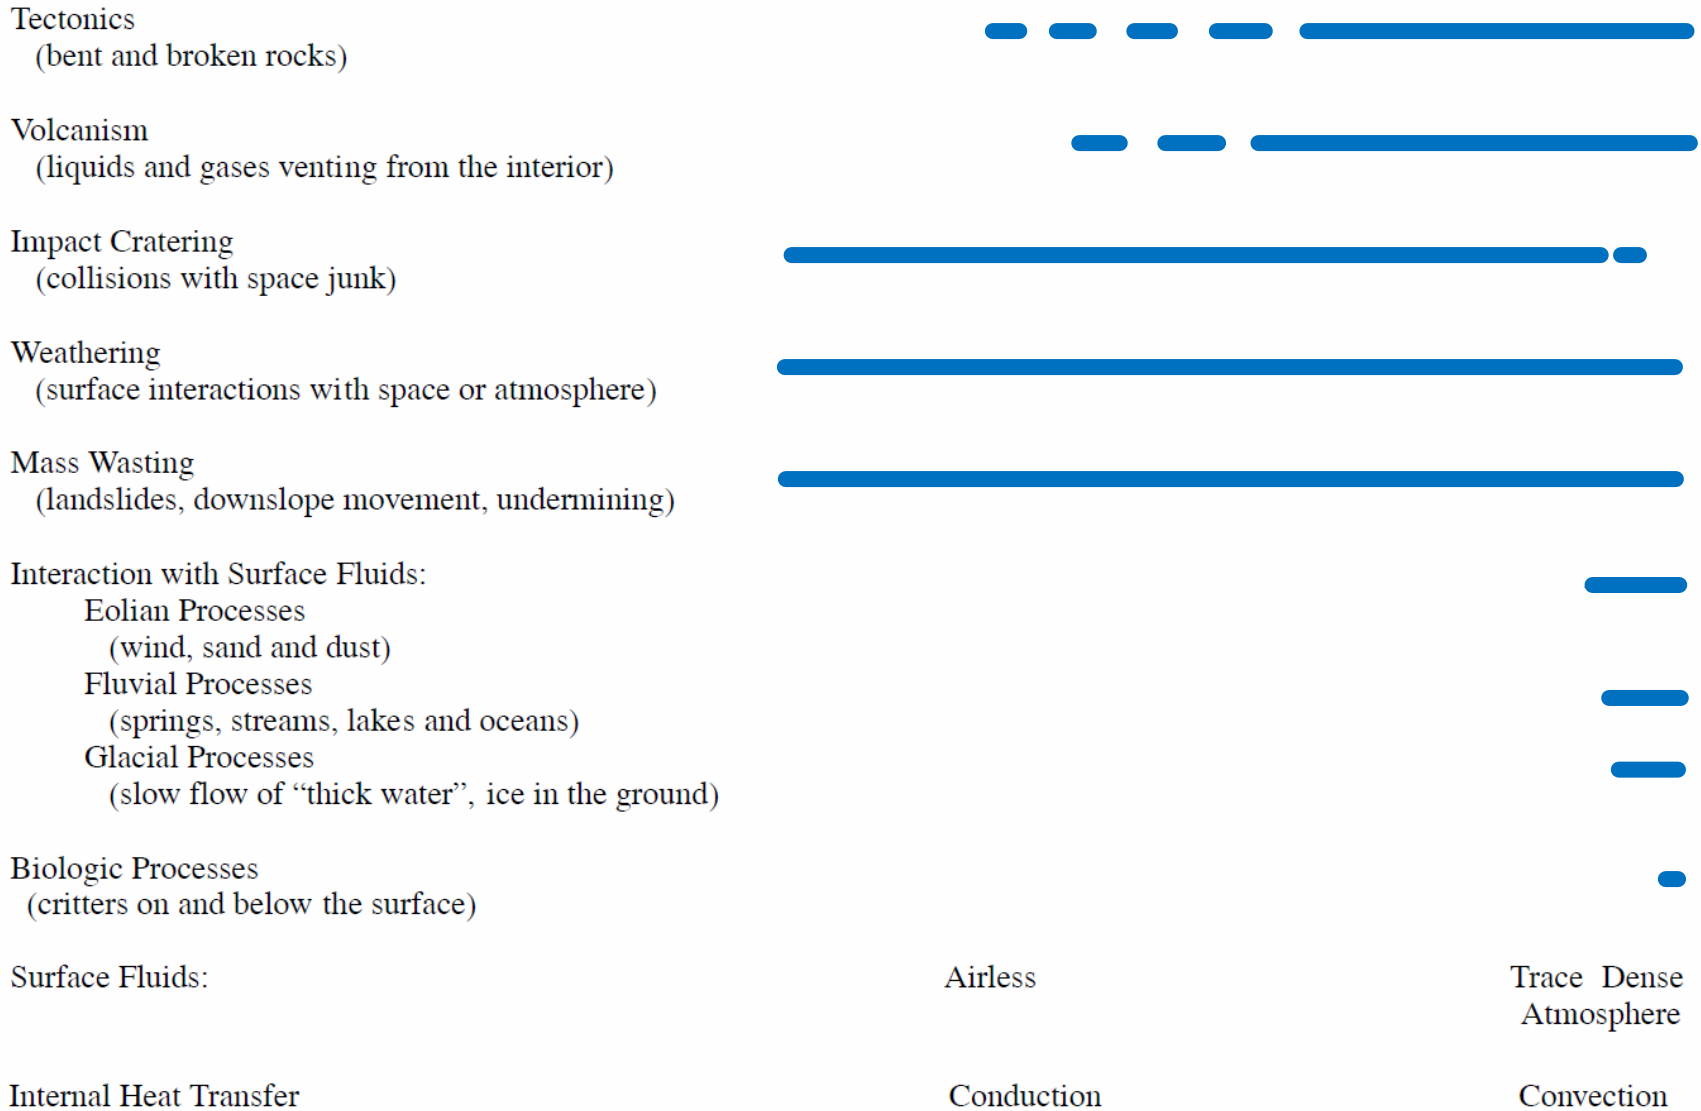 Tectonics
(bent and broken rocks)
Volcanism
(liquids and gases venting from the interior)
Impact Cratering
(collisions with space junk)
Weathering
(surface interactions with space or atmosphere)
Mass Wasting
(landslides, downslope movement, undermining)
Interaction with Surface Fluids:
Eolian Processes
(wind, sand and dust)
Fluvial Processes
(springs, streams, lakes and oceans)
Glacial Processes
(slow flow of “thick water”, ice in the ground)
Biologic Processes
(critters on and below the surface)
Surface Fluids: Airless Trace Dense
Atmosphere
Internal Heat Transfer Conduction Convection